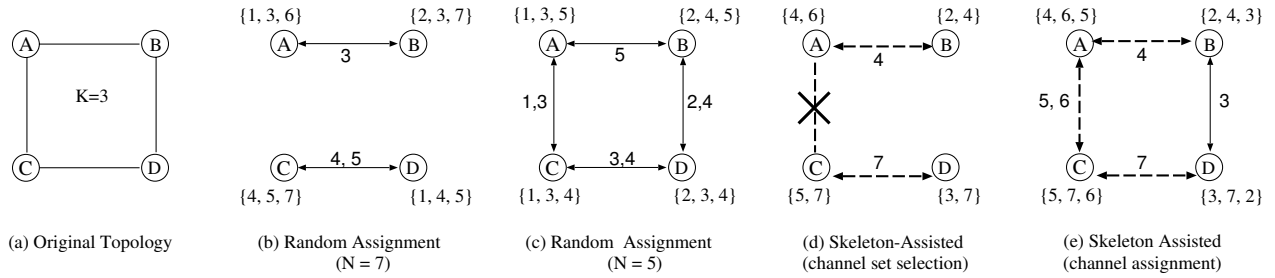 A
B
K=3
C
D
(a) Original Topology
{1, 3, 6}
{2, 3, 7}
A
B
3
C
D
4, 5
{4, 5, 7}
{1, 4, 5}
(b) Random Assignment
(N = 7)
{1, 3, 5}
{2, 4, 5}
A
B
5
1,3
2,4
C
D
3,4
{1, 3, 4}
{2, 3, 4}
(c) Random Assignment
(N = 5)
{4, 6}
{2, 4}
A
B
4
C
D
7
{5, 7}
{3, 7}
(d) Skeleton-Assisted
(channel set selection)
{4, 6, 5}
{2, 4, 3}
A
B
4
5, 6
3
C
D
7
{5, 7, 6}
{3, 7, 2}
(e) Skeleton Assisted
(channel assignment)